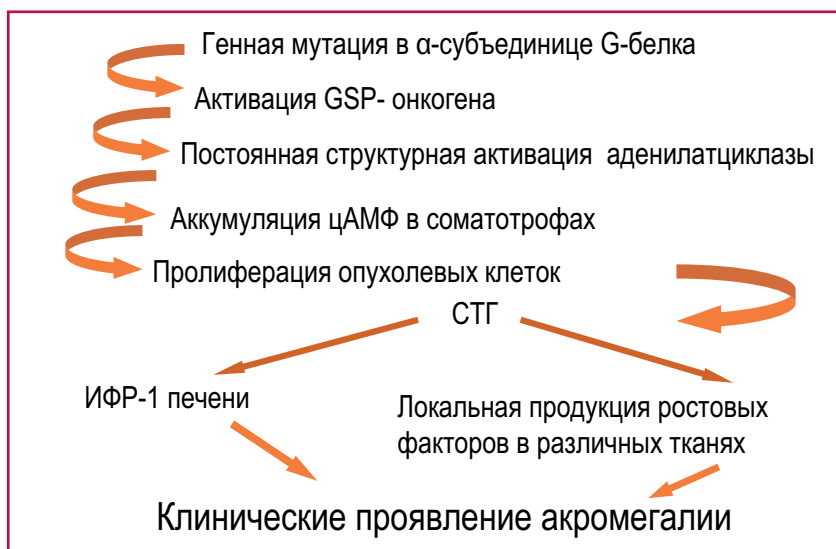 Генная мутация в α-субъединице G-белка
Активация GSP- онкогена
Постоянная структурная активация аденилатциклазы
Аккумуляция цАМФ в соматотрофах
Пролиферация опухолевых клеток
СТГ
ИФР-1 печени
Локальная продукция ростовых
факторов в различных тканях
Клинические проявление акромегалии